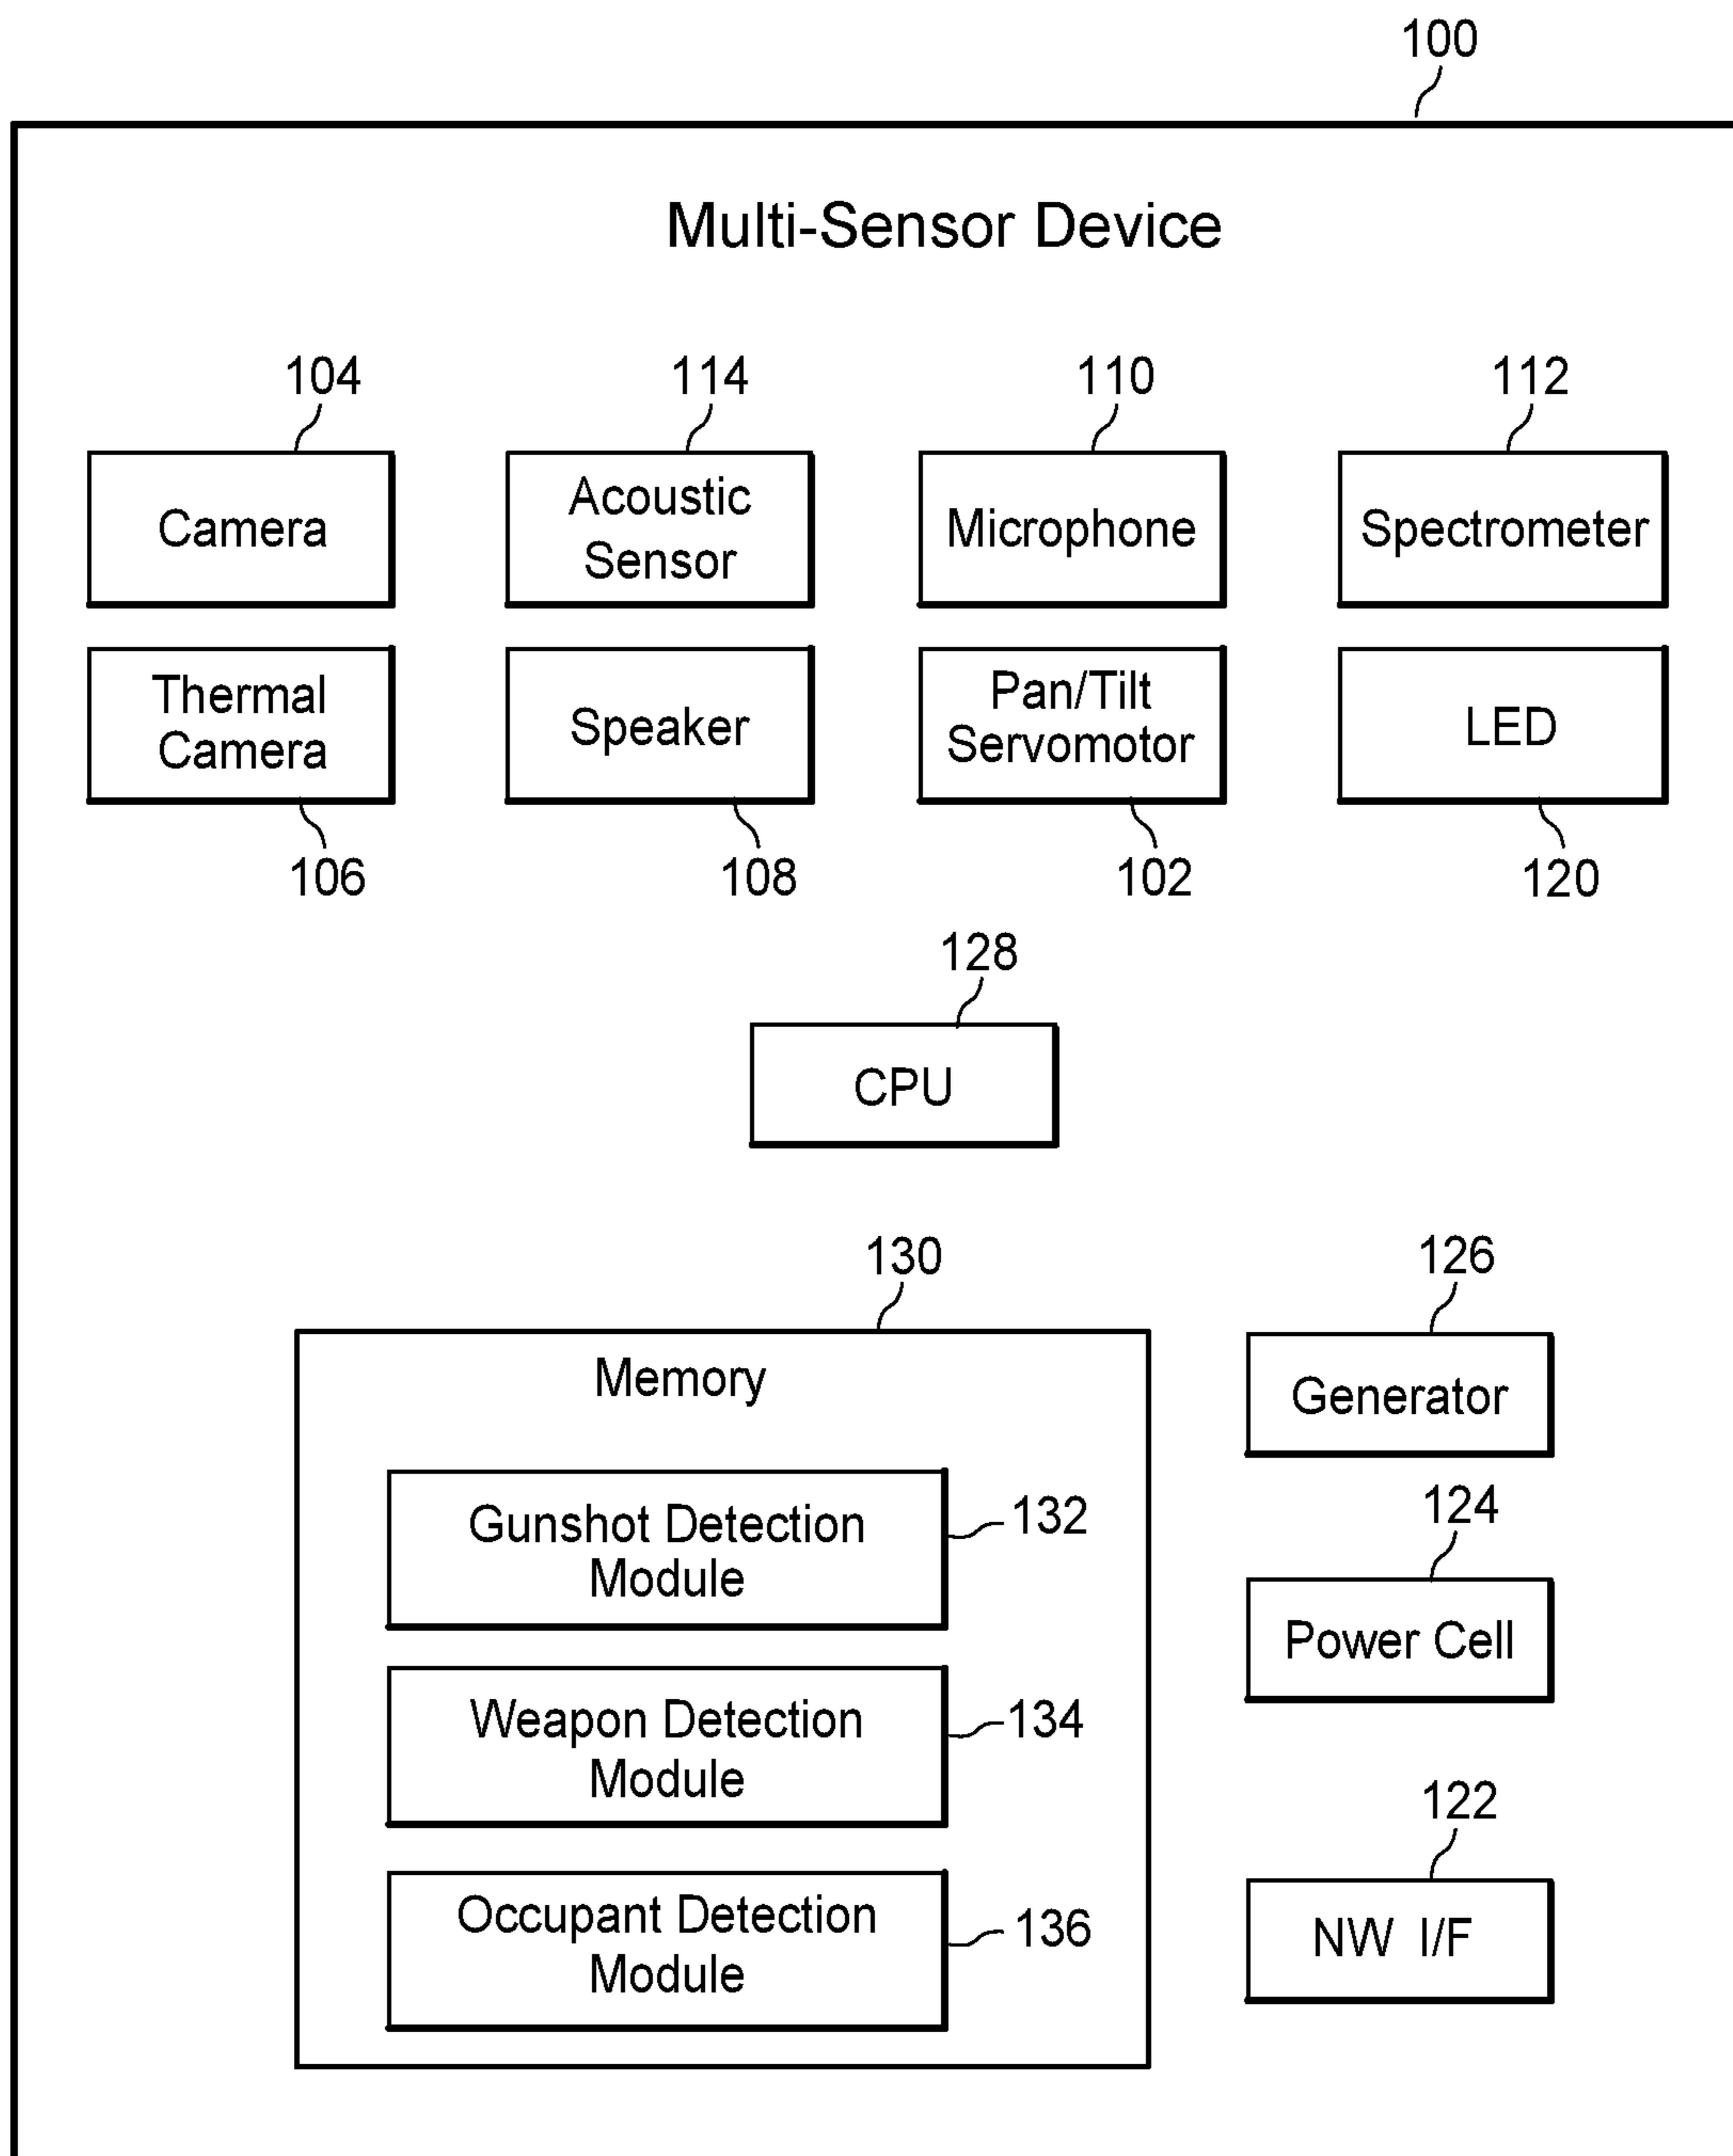 100
Multi-Sensor Device
104
114
110
112
Camera
Acoustic
Sensor
Microphone
Spectrometer
Thermal
Camera
Speaker
Pan/Tilt
Servomotor
LED
106
108
102
120
128
CPU
130
126
Memory
Generator
Gunshot Detection
Module
132
124
Power Cell
Weapon Detection
Module
134
122
Occupant Detection
Module
136
NW I/F